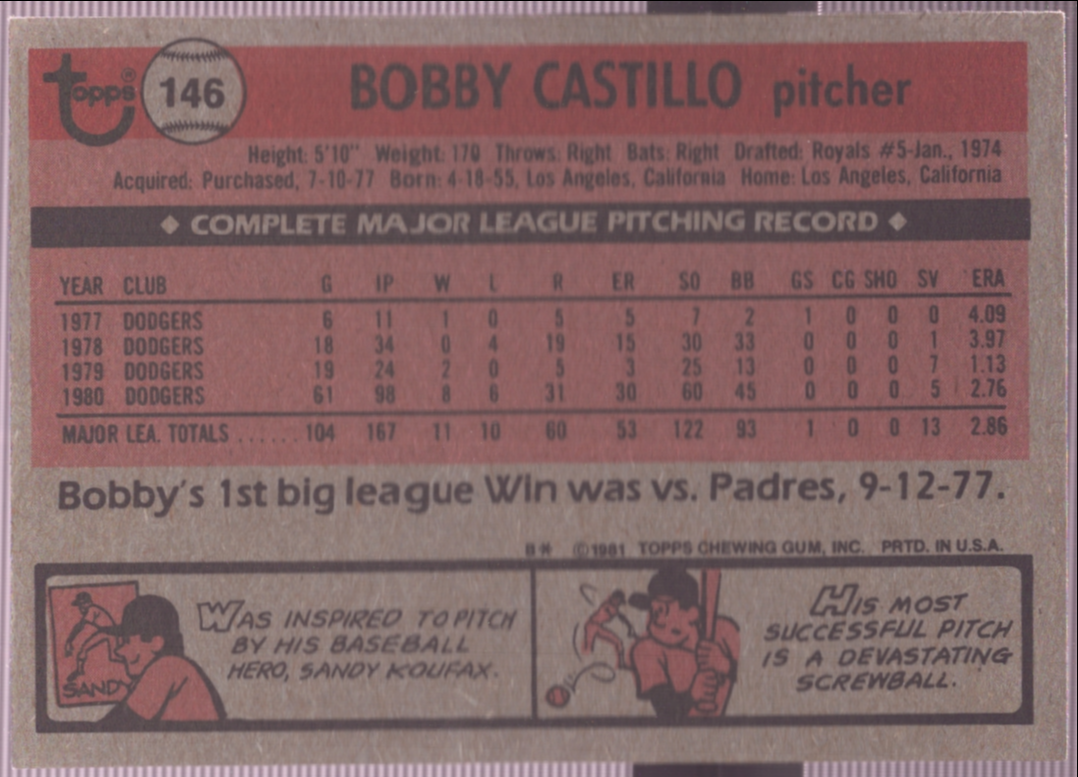 topps® 146 BOBBY CASTILLO pitcher
Height: 5'10" Weight: 170 Throws: Right Bats: Right Drafted: Royals #5-Jan., 1974
Acquired: Purchased, 7-10-77 Born: 4-18-55, Los Angeles, California Home: Los Angeles, California
◆ COMPLETE MAJOR LEAGUE PITCHING RECORD ◆
YEAR CLUB G IP W L R ER SO BB GS CG SHO SV ERA
1977 DODGERS 6 11 1 0 5 5 7 2 1 0 0 0 4.09
1978 DODGERS 18 34 0 4 19 15 30 33 0 0 0 1 3.97
1979 DODGERS 19 24 2 0 5 3 25 13 0 0 0 7 1.13
1980 DODGERS 61 98 8 6 31 30 60 45 0 0 0 5 2.76
MAJOR LEA. TOTALS ...... 104 167 11 10 60 53 122 93 1 0 0 13 2.86
Bobby's 1st big league Win was vs. Padres, 9-12-77.
B* ©1981 TOPPS CHEWING GUM, INC. PRTD. IN U.S.A.
SANDY
WAS INSPIRED TO PITCH
BY HIS BASEBALL
HERO, SANDY KOUFAX.
HIS MOST
SUCCESSFUL PITCH
IS A DEVASTATING
SCREWBALL.